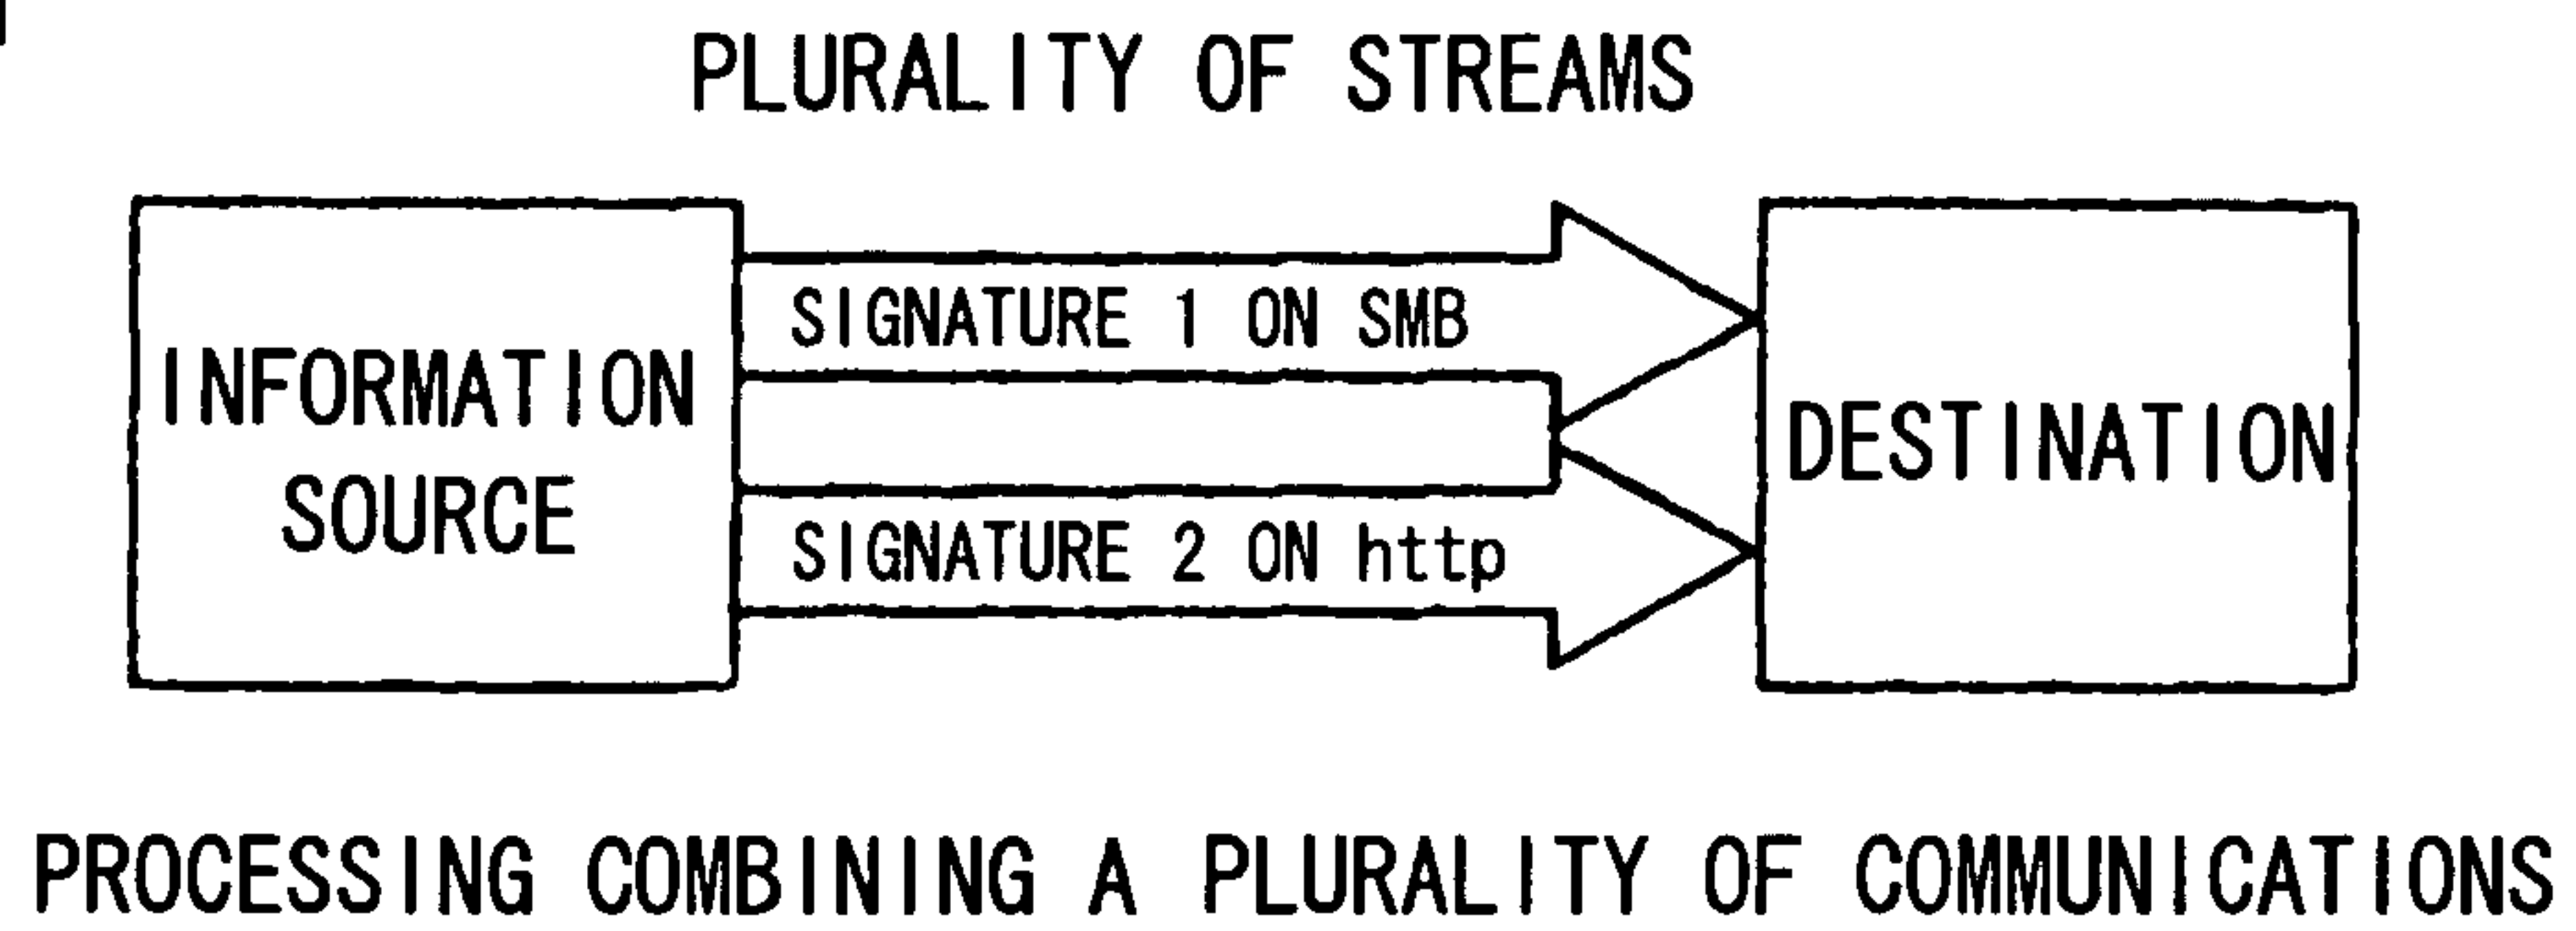 PLURALITY OF STREAMS
INFORMATION
SOURCE
SIGNATURE 1 ON SMB
SIGNATURE 2 ON http
DESTINATION
PROCESSING COMBINING A PLURALITY OF COMMUNICATIONS